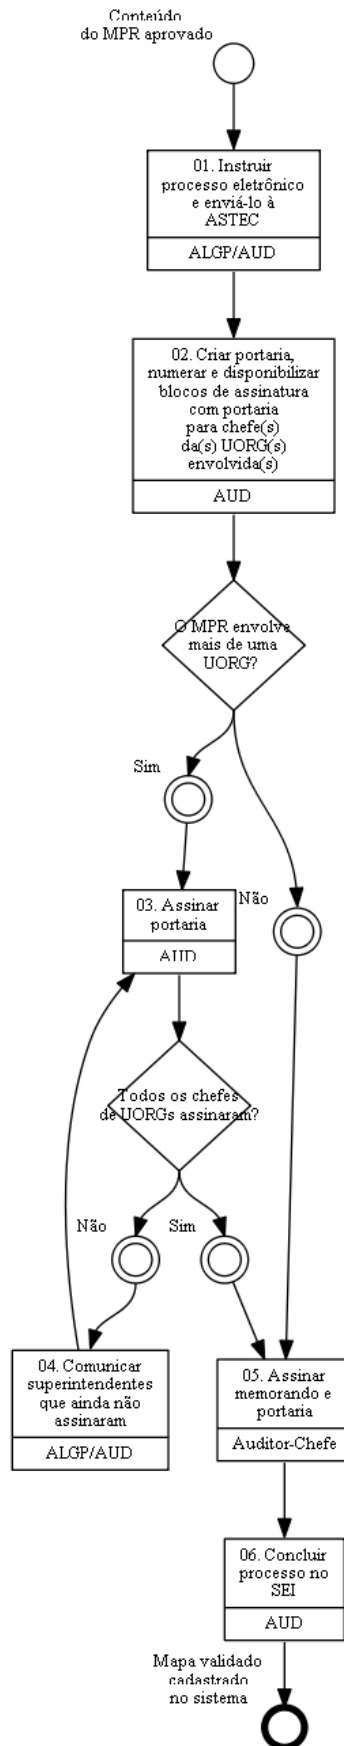 Conteúdo
do MPR aprovado
01. Instruir
processo eletrônico
e enviá-lo à
ASTEC
ALGP/AUD
02. Criar portaria,
numerar e disponibilizar
blocos de assinatura
com portaria
para chefe(s)
da(s) UORG(s)
envolvida(s)
AUD
O MPR envolve
mais de uma
UORG?
Sim
Não
03. Assinar
portaria
AUD
Todos os chefes
de UORGs assinaram?
Não
Sim
04. Comunicar
superintendentes
que ainda não
assinaram
ALGP/AUD
05. Assinar
memorando e
portaria
Auditor-Chefe
06. Concluir
processo no
SEI
AUD
Mapa validado
cadastrado
no sistema